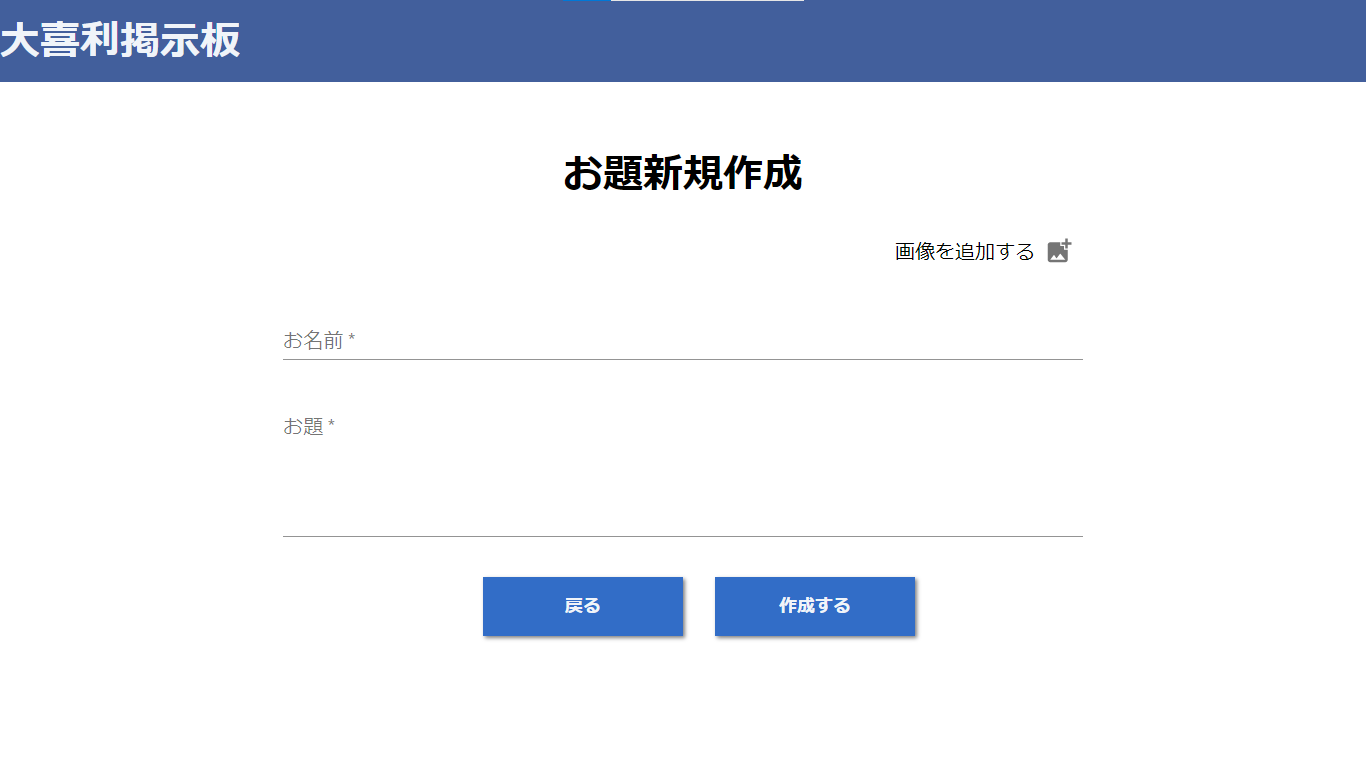 大喜利掲示板
お題新規作成
画像を追加する
お名前 *
お題 *
戻る
作成する